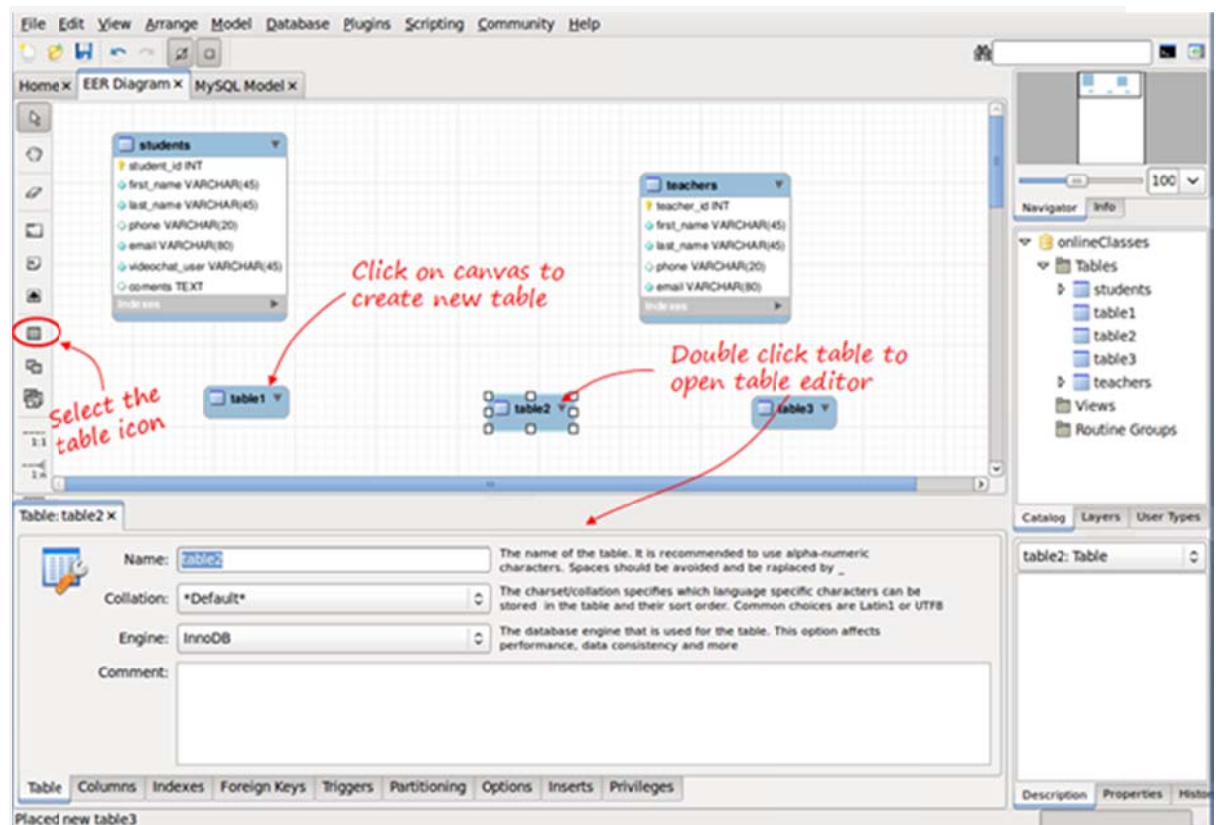 File Edit View Arrange Model Database Plugins Scripting Community Help
Home x EER Diagram x MySQL Model x
students
student_id INT
first_name VARCHAR(45)
last_name VARCHAR(45)
phone VARCHAR(20)
email VARCHAR(80)
videochat_user VARCHAR(45)
coments TEXT
Indexes
teachers
teacher_id INT
first_name VARCHAR(45)
last_name VARCHAR(45)
phone VARCHAR(20)
email VARCHAR(80)
Indexes
Click on canvas to
create new table
Double click table to
open table editor
Select the
table icon
table1
table2
table3
1:1
100
Navigator Info
onlineClasses
Tables
students
table1
table2
table3
teachers
Views
Routine Groups
Catalog Layers User Types
Table: table2 x
Name: table2
The name of the table. It is recommended to use alpha-numeric
characters. Spaces should be avoided and be raplaced by _
Collation: *Default*
The charset/collation specifies which language specific characters can be
stored in the table and their sort order. Common choices are Latin1 or UTF8
Engine: InnoDB
The database engine that is used for the table. This option affects
performance, data consistency and more
Comment:
Table Columns Indexes Foreign Keys Triggers Partitioning Options Inserts Privileges
table2: Table
Description Properties Histor
Placed new table3